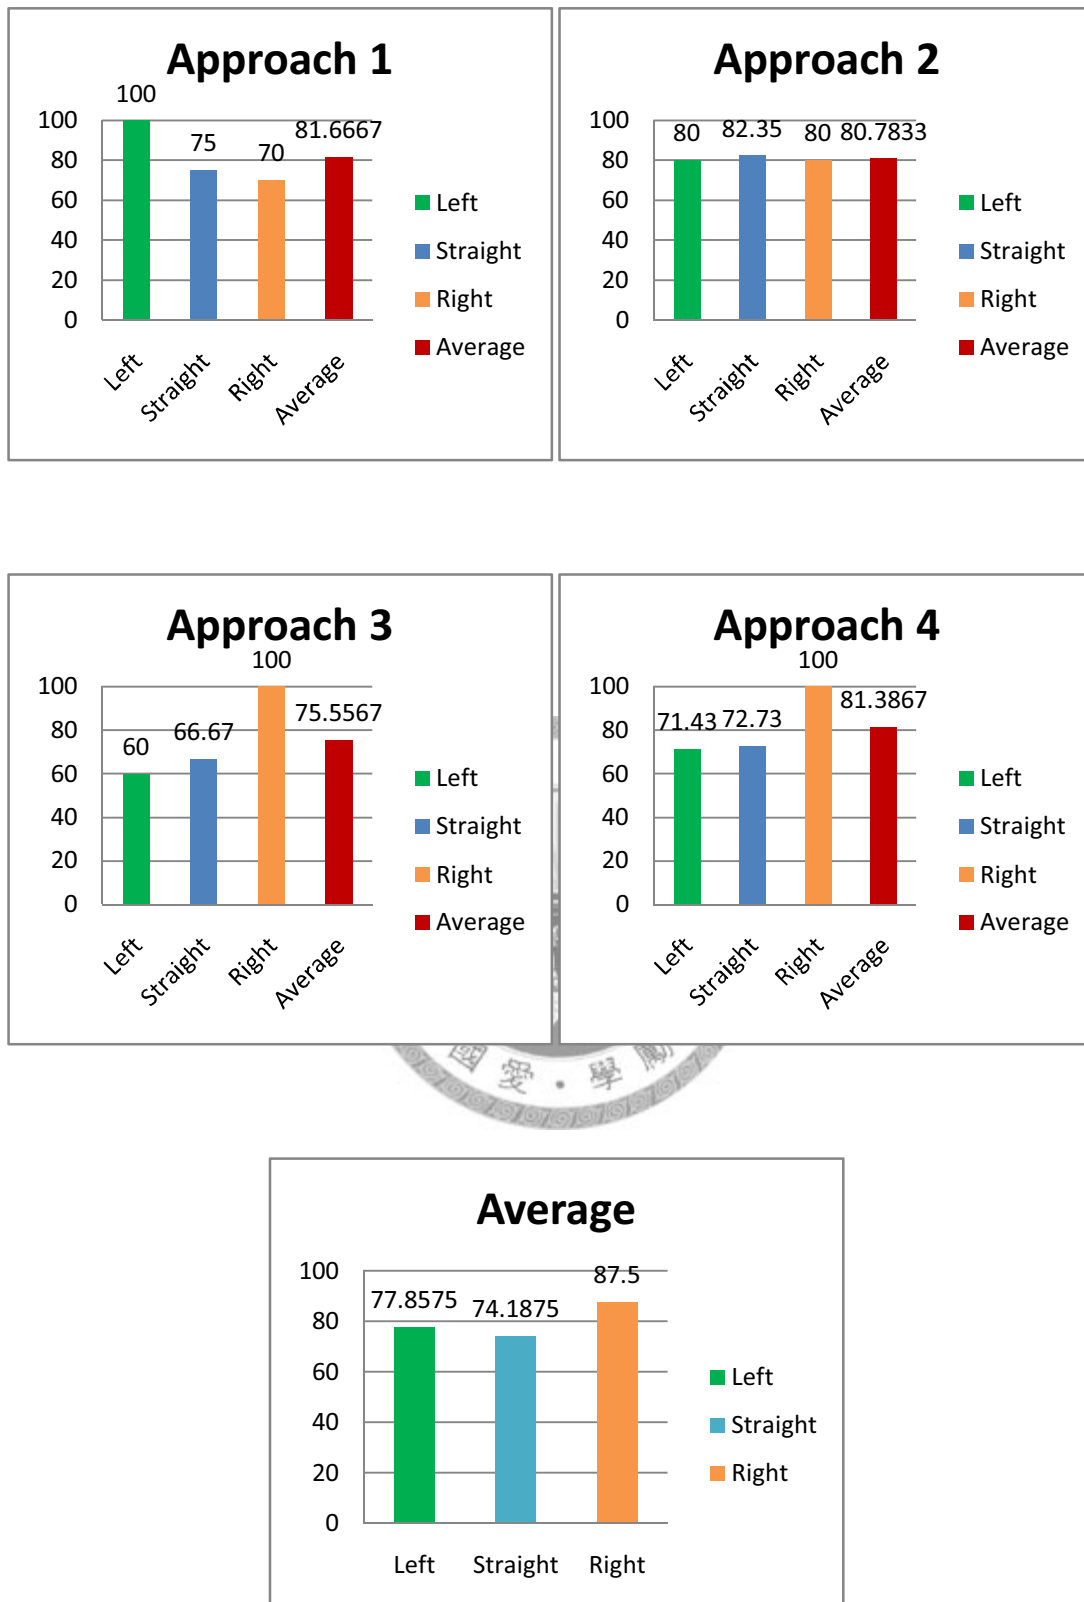 Approach 1
100
75
70
81.6667
100
80
60
40
20
0
Left
Straight
Right
Average
Left
Straight
Right
Average
Approach 2
80
82.35
80
80.7833
100
80
60
40
20
0
Left
Straight
Right
Average
Left
Straight
Right
Average
Approach 3
60
66.67
100
75.5567
100
80
60
40
20
0
Left
Straight
Right
Average
Left
Straight
Right
Average
Approach 4
71.43
72.73
100
81.3867
100
80
60
40
20
0
Left
Straight
Right
Average
Left
Straight
Right
Average
國愛・學勵
Average
77.8575
74.1875
87.5
100
80
60
40
20
0
Left
Straight
Right
Left
Straight
Right